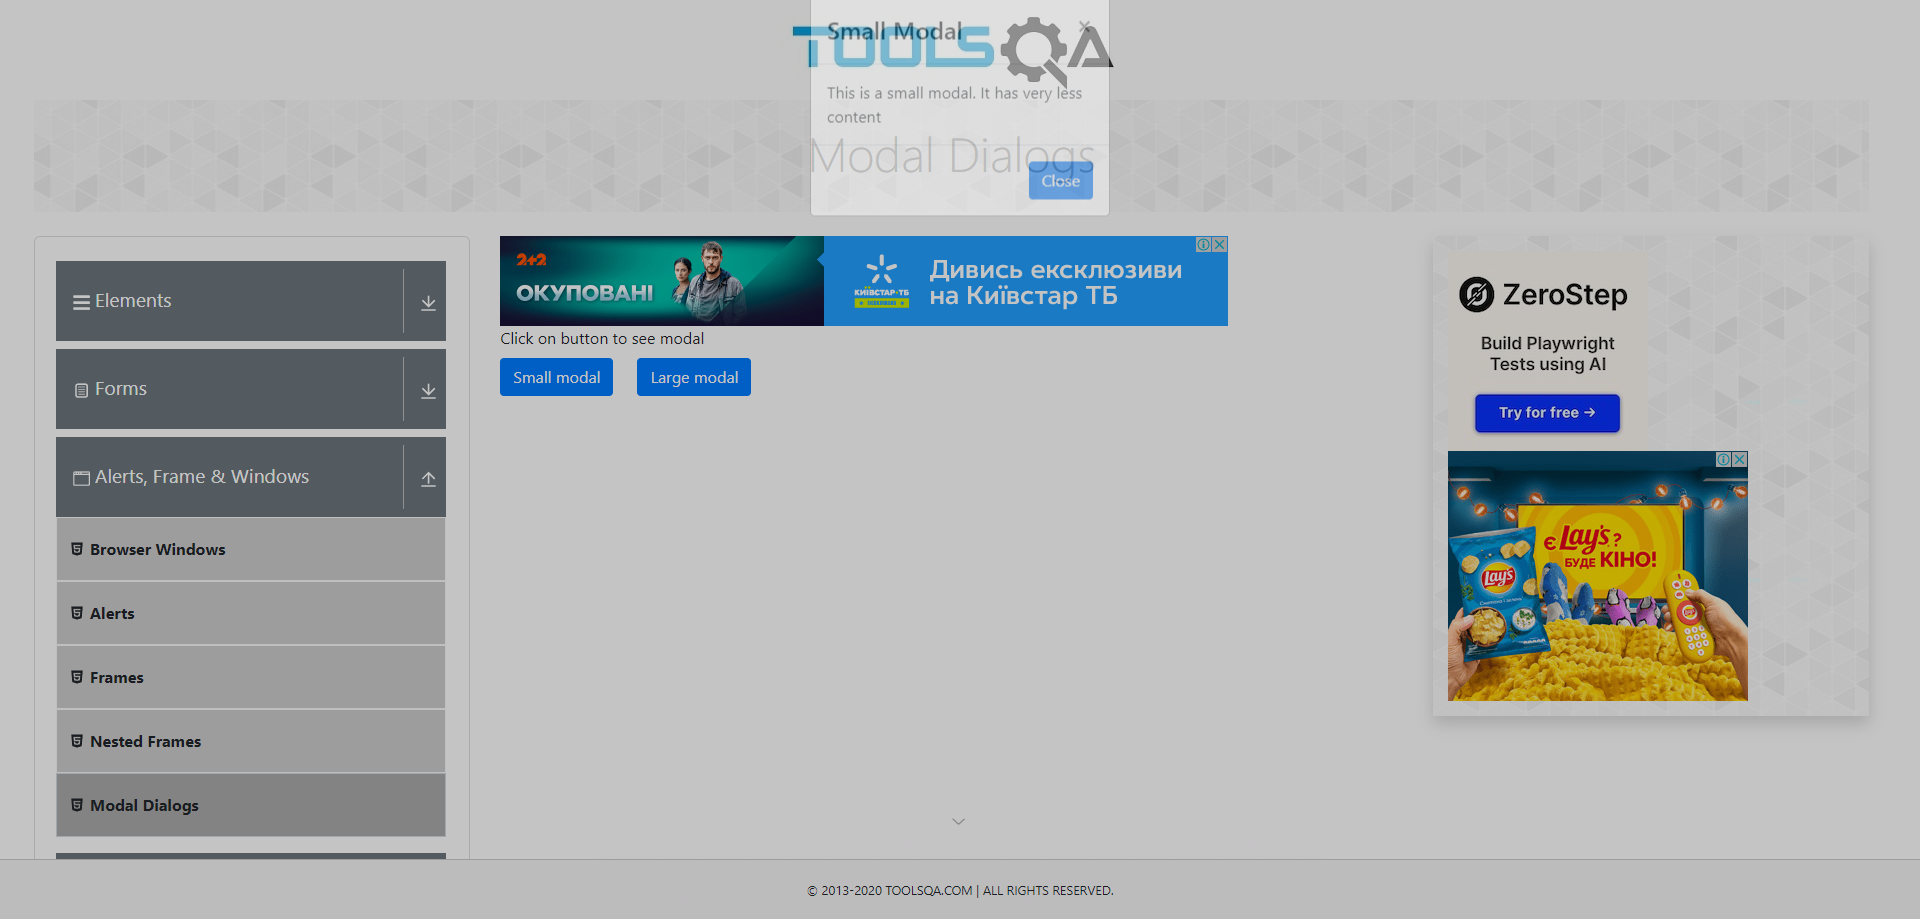 TOOLSQA
Small Modal
×
This is a small modal. It has very less
content
Modal Dialogs
Close
Elements
Forms
Alerts, Frame & Windows
Browser Windows
Alerts
Frames
Nested Frames
Modal Dialogs
2+2
ОКУПОВАНІ
КИЇВСТАР·ТБ
Дивись ексклюзиви
на Київстар ТБ
Click on button to see modal
Small modal
Large modal
ZeroStep
Build Playwright
Tests using AI
Try for free →
Є Lay's?
БУДЕ КІНО!
Lay's
© 2013-2020 TOOLSQA.COM | ALL RIGHTS RESERVED.